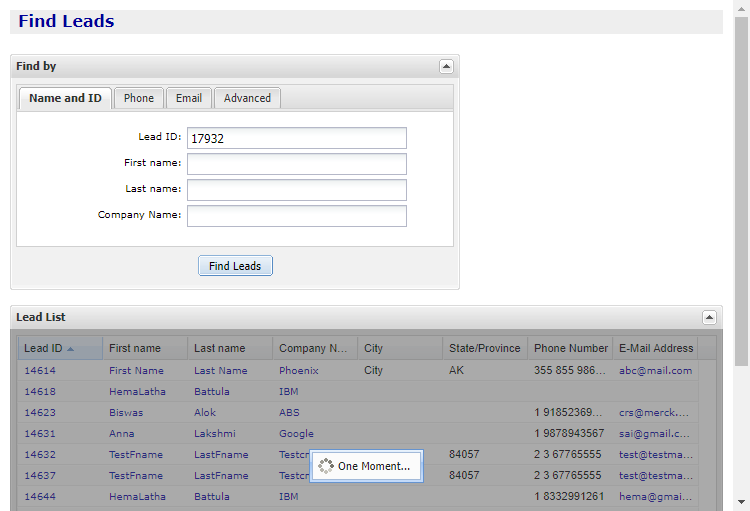 Find Leads
Find by
Name and ID Phone Email Advanced
Lead ID: 17932
First name:
Last name:
Company Name:
Find Leads
Lead List
Lead ID First name Last name Company N... City State/Province Phone Number E-Mail Address
14614 First Name Last Name Phoenix City AK 355 855 986... abc@mail.com
14618 HemaLatha Battula IBM
14623 Biswas Alok ABS 1 91852369... crs@merck....
14631 Anna Lakshmi Google 1 9878943567 sai@gmail.c...
14632 TestFname LastFname 84057 2 3 67765555 test@testma...
One Moment...
14637 TestFname LastFname 84057 2 3 67765555 test@testma...
14644 HemaLatha Battula IBM 1 8332991261 hema@gmai...